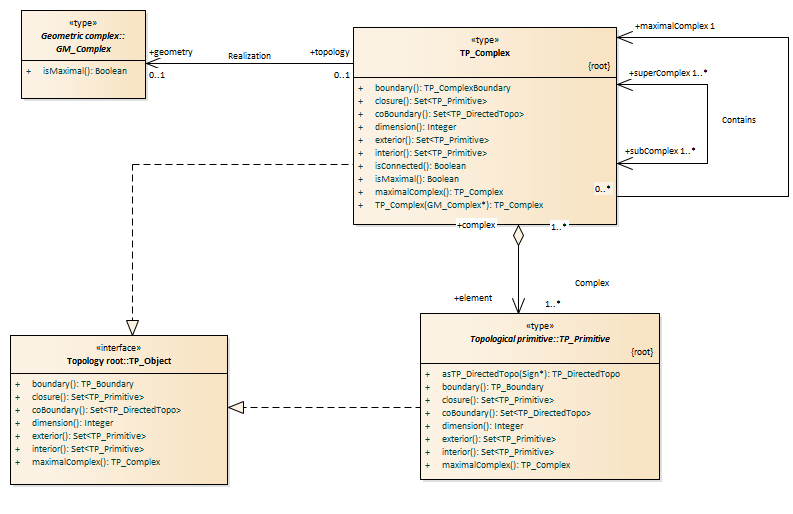 «type»
Geometric complex::
GM_Complex
+ isMaximal(): Boolean
+geometry
0..1
Realization
+topology
0..1
«type»
TP_Complex
{root}
+ boundary(): TP_ComplexBoundary
+ closure(): Set<TP_Primitive>
+ coBoundary(): Set<TP_DirectedTopo>
+ dimension(): Integer
+ exterior(): Set<TP_Primitive>
+ interior(): Set<TP_Primitive>
+ isConnected(): Boolean
+ isMaximal(): Boolean
+ maximalComplex(): TP_Complex
+ TP_Complex(GM_Complex*): TP_Complex
+maximalComplex 1
+superComplex 1..*
Contains
+subComplex 1..*
0..*
+complex
1..*
Complex
+element
1..*
«interface»
Topology root::TP_Object
+ boundary(): TP_Boundary
+ closure(): Set<TP_Primitive>
+ coBoundary(): Set<TP_DirectedTopo>
+ dimension(): Integer
+ exterior(): Set<TP_Primitive>
+ interior(): Set<TP_Primitive>
+ maximalComplex(): TP_Complex
«type»
Topological primitive::TP_Primitive
{root}
+ asTP_DirectedTopo(Sign*): TP_DirectedTopo
+ boundary(): TP_Boundary
+ closure(): Set<TP_Primitive>
+ coBoundary(): Set<TP_DirectedTopo>
+ dimension(): Integer
+ exterior(): Set<TP_Primitive>
+ interior(): Set<TP_Primitive>
+ maximalComplex(): TP_Complex